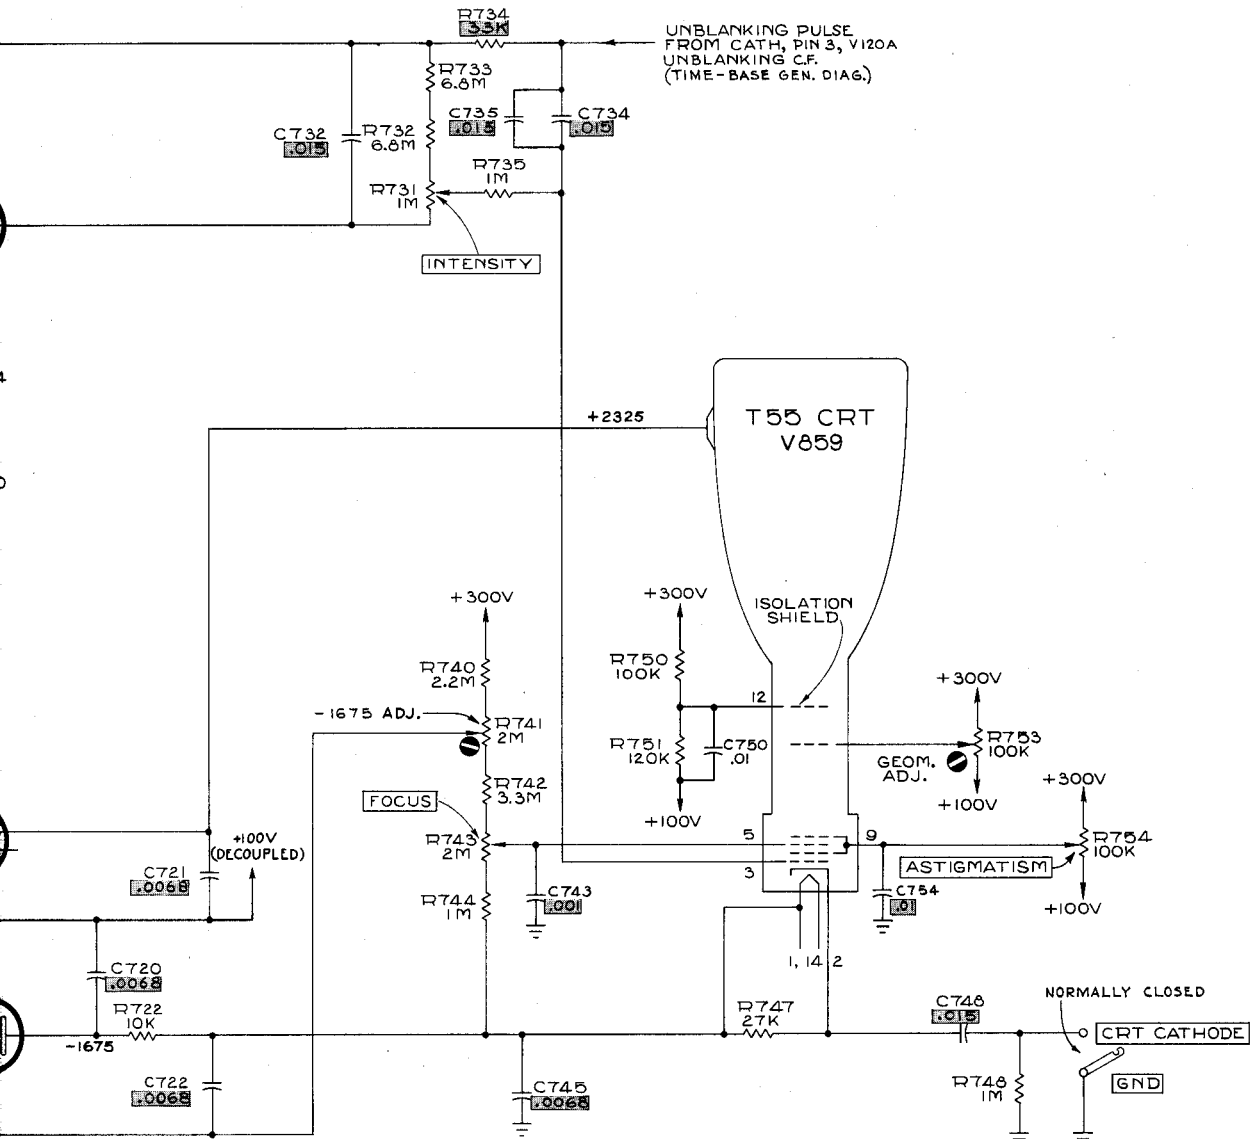 R734
33K
UNBLANKING PULSE
FROM CATH, PIN 3, V120A
UNBLANKING C.F.
(TIME-BASE GEN. DIAG.)
R733
6.8M
C735
.015
C734
.015
C732
.015
R732
6.8M
R735
1M
R731
1M
INTENSITY
+2325
T55 CRT
V859
+300V
+300V
ISOLATION
SHIELD
R740
2.2M
R750
100K
+300V
-1675 ADJ.
R741
2M
12
R751
120K
C750
.01
R753
100K
GEOM.
ADJ.
R742
3.3M
+300V
FOCUS
+100V
+100V
R743
2M
5
9
R754
100K
+100V
(DECOUPLED)
3
ASTIGMATISM
C721
.0068
R744
1M
C743
.001
C754
.01
+100V
1, 14 2
C720
.0068
NORMALLY CLOSED
R722
10K
R747
27K
C748
.015
CRT CATHODE
-1675
C722
.0068
C745
.0068
R748
1M
GND